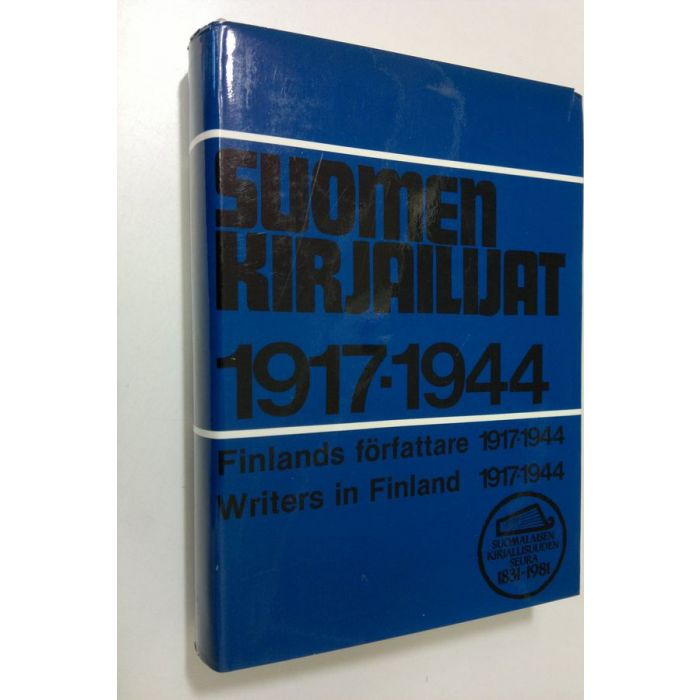 SUOMEN
KIRJAILIJAT
1917-1944
Finlands författare 1917-1944
Writers in Finland 1917-1944
SUOMALAISEN
KIRJALLISUUDEN
SEURA
1831-1981